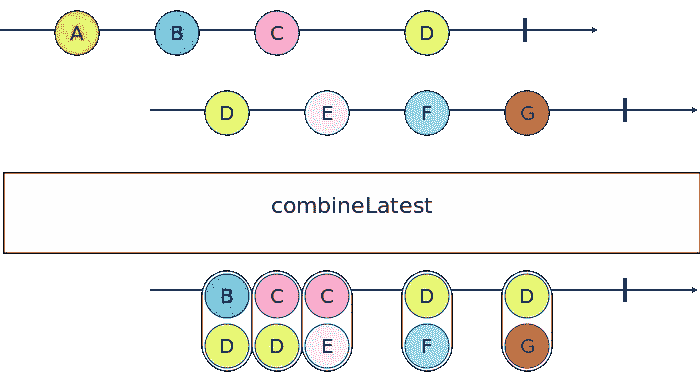 A B C D
D E F G
combineLatest
B C C D D
D D E F G